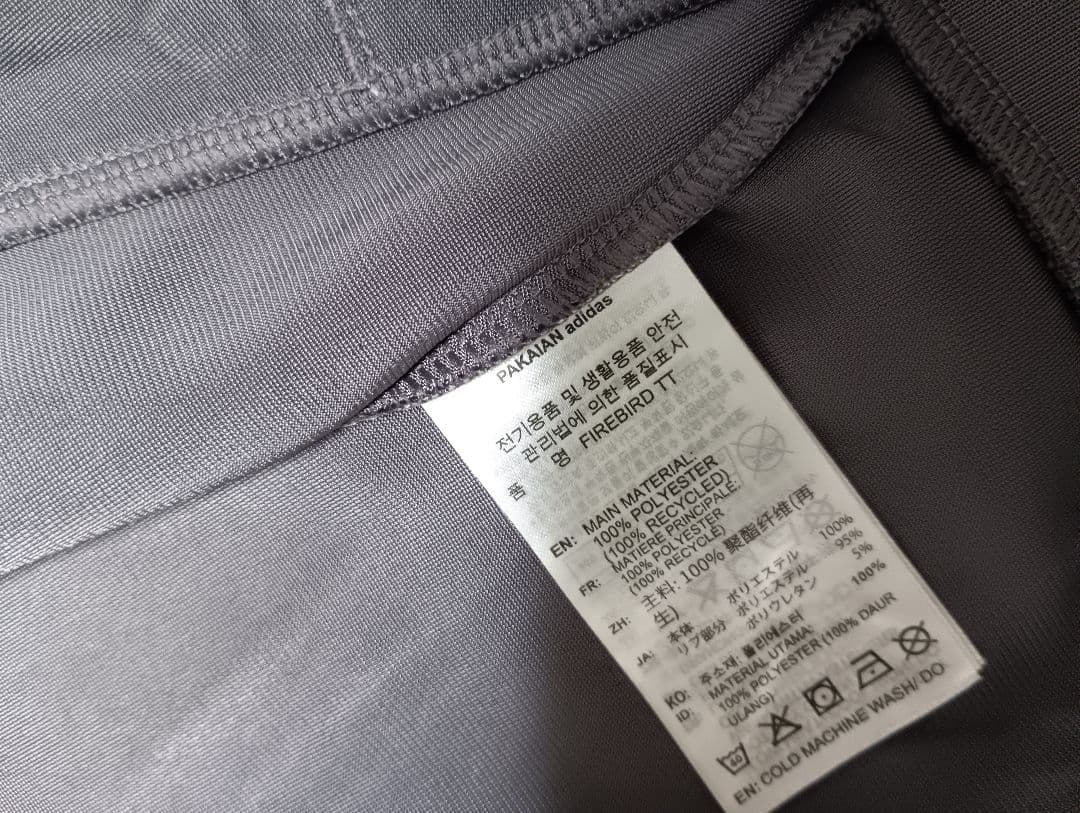 PAKAIAN adidas
전기용품 및 생활용품 안전
관리법에 의한 품질표시
품 명 FIREBIRD TT
EN: MAIN MATERIAL:
100% POLYESTER
(100% RECYCLED)
FR: MATIERE PRINCIPALE:
100% POLYESTER
(100% RECYCLÉ)
ZH: 主料: 100% 聚酯纤维(再
生)
JA: 本体 ポリエステル 100%
リブ部分 ポリエステル 95%
ポリウレタン 5%
KO: 주소재: 폴리에스터 100%
ID: MATERIAL UTAMA:
100% POLYESTER (100% DAUR
ULANG)
40
EN: COLD MACHINE WASH/ DO